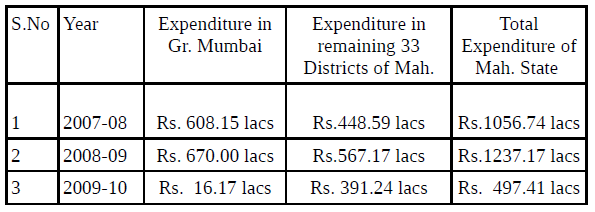 S.No Year Expenditure in Gr. Mumbai Expenditure in remaining 33 Districts of Mah. Total Expenditure of Mah. State
1 2007-08 Rs. 608.15 lacs Rs.448.59 lacs Rs.1056.74 lacs
2 2008-09 Rs. 670.00 lacs Rs.567.17 lacs Rs.1237.17 lacs
3 2009-10 Rs. 16.17 lacs Rs. 391.24 lacs Rs. 497.41 lacs